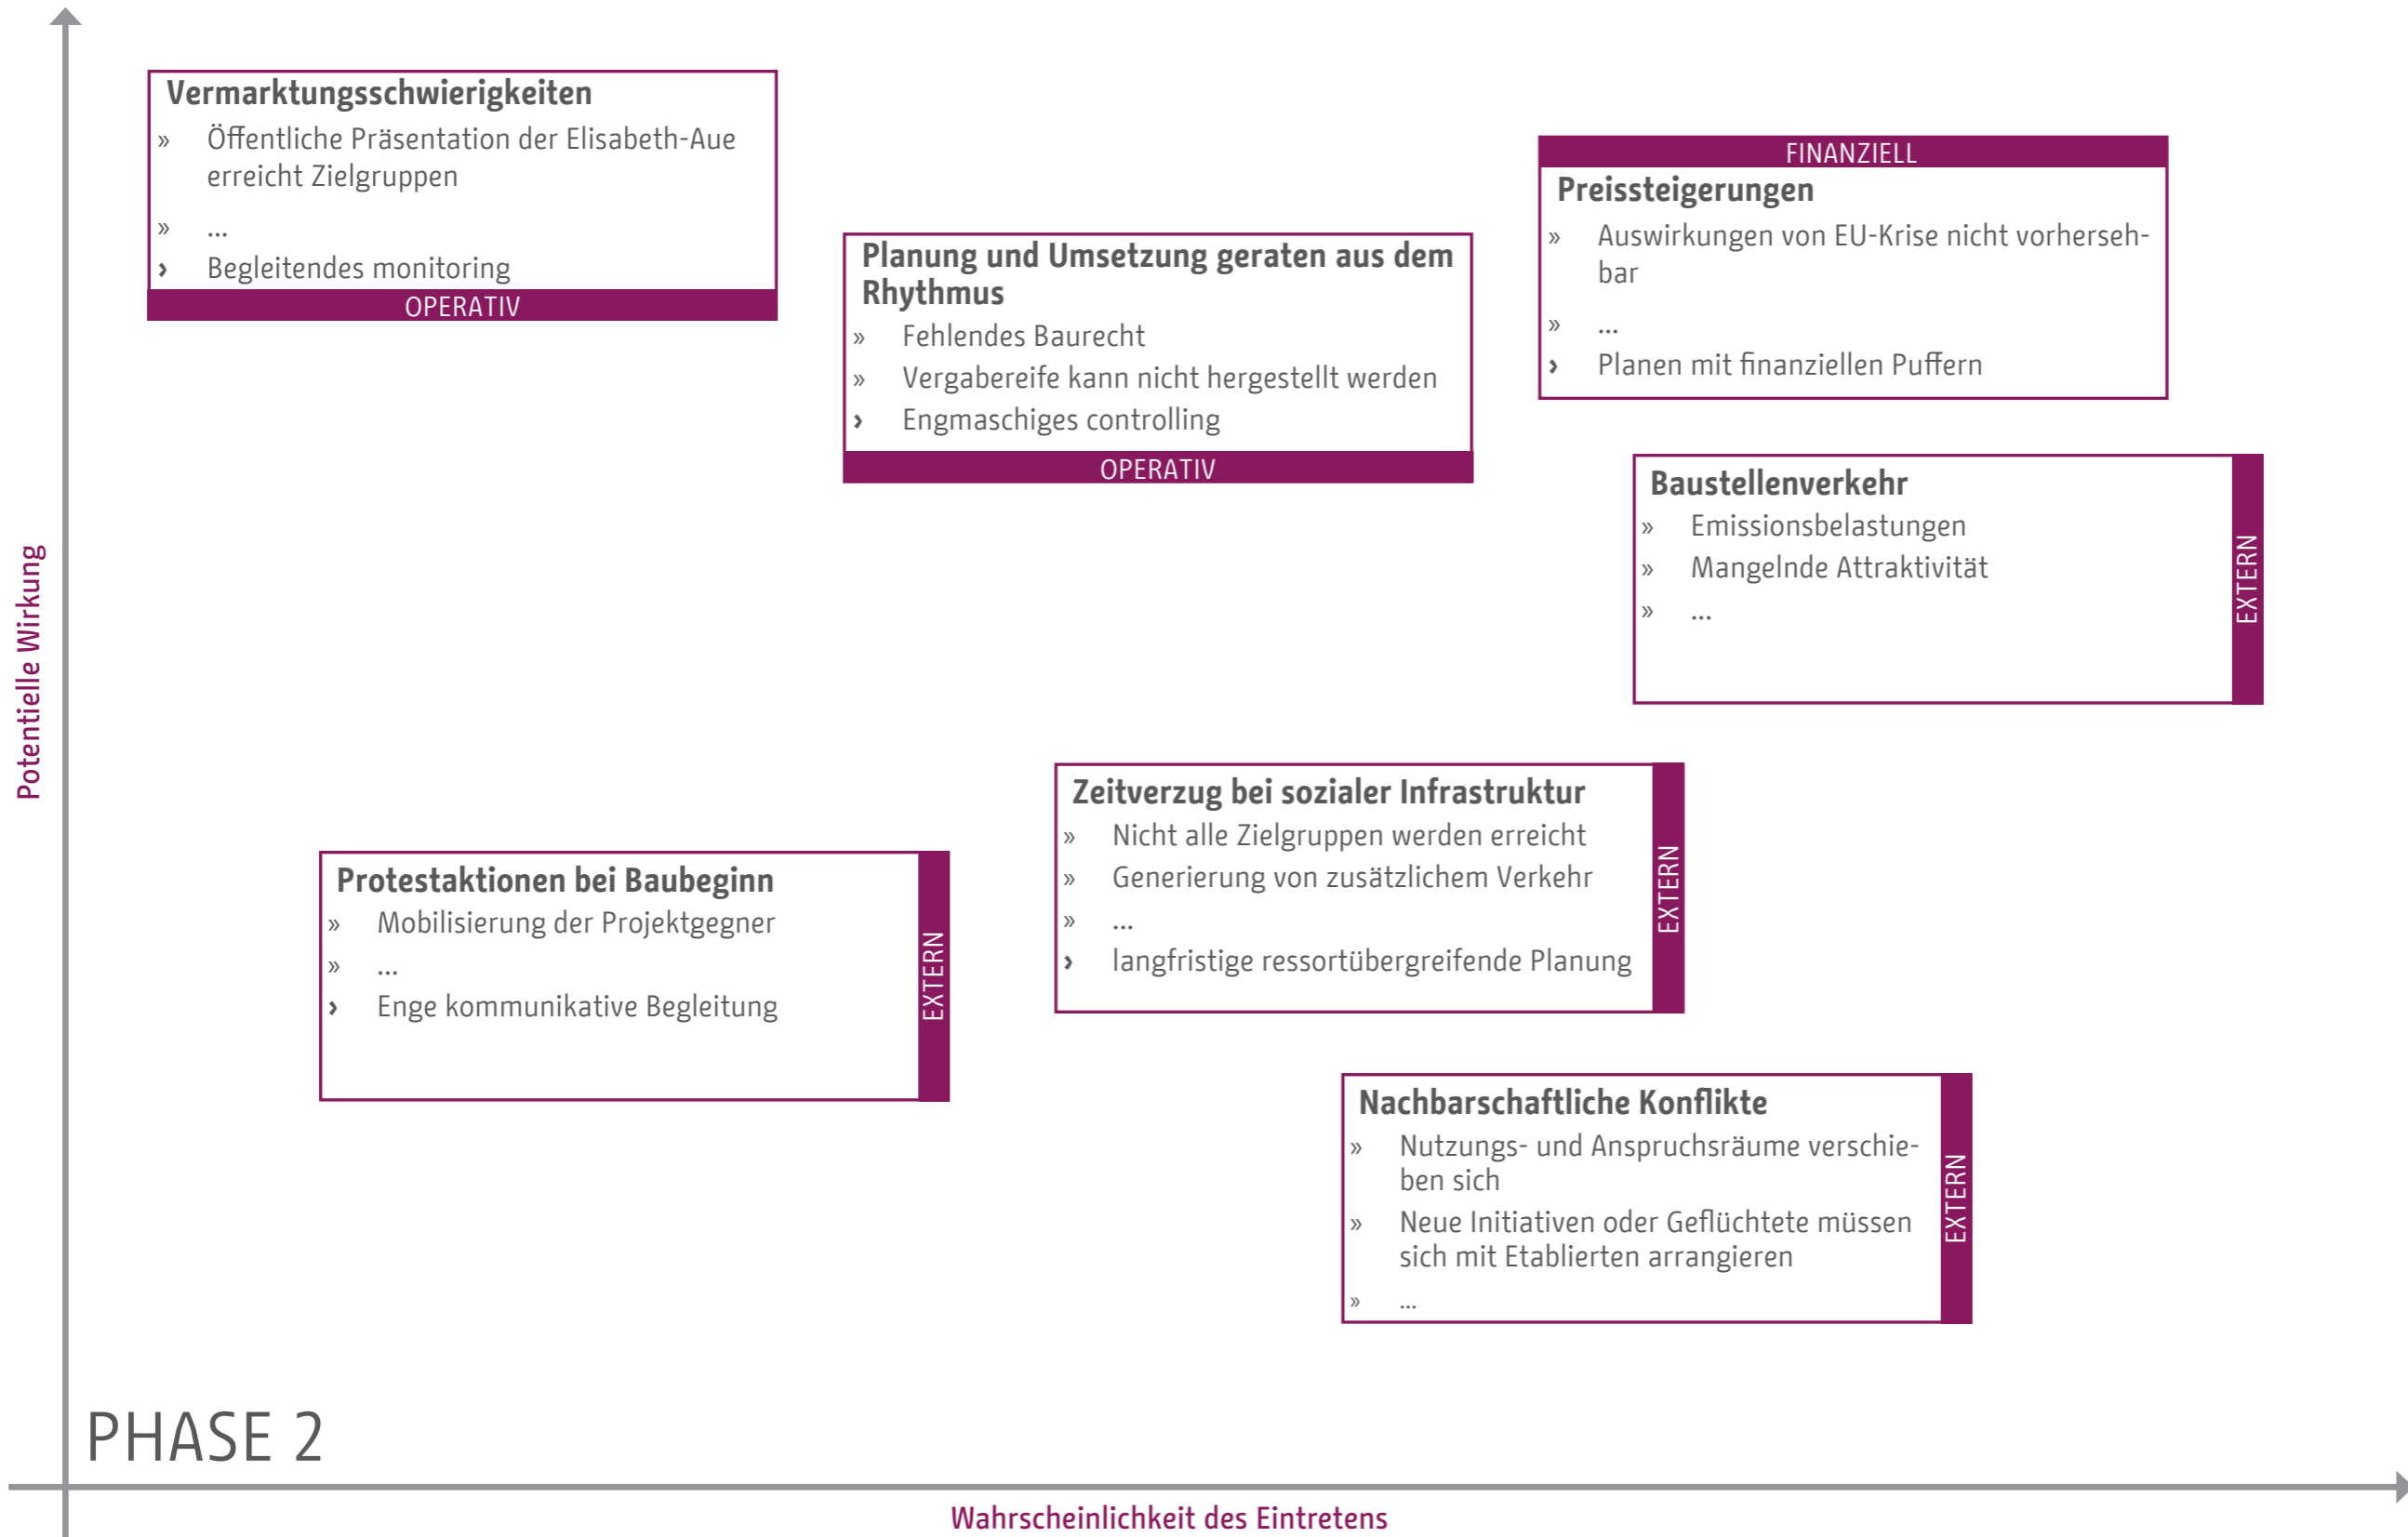 Potentielle Wirkung
Vermarktungsschwierigkeiten
» Öffentliche Präsentation der Elisabeth-Aue
erreicht Zielgruppen
» ...
› Begleitendes monitoring
OPERATIV
Planung und Umsetzung geraten aus dem
Rhythmus
» Fehlendes Baurecht
» Vergabereife kann nicht hergestellt werden
› Engmaschiges controlling
OPERATIV
FINANZIELL
Preissteigerungen
» Auswirkungen von EU-Krise nicht vorherseh-
bar
» ...
› Planen mit finanziellen Puffern
Baustellenverkehr
» Emissionsbelastungen
» Mangelnde Attraktivität
» ...
EXTERN
Zeitverzug bei sozialer Infrastruktur
» Nicht alle Zielgruppen werden erreicht
» Generierung von zusätzlichem Verkehr
» ...
› langfristige ressortübergreifende Planung
EXTERN
Protestaktionen bei Baubeginn
» Mobilisierung der Projektgegner
» ...
› Enge kommunikative Begleitung
EXTERN
Nachbarschaftliche Konflikte
» Nutzungs- und Anspruchsräume verschie-
ben sich
» Neue Initiativen oder Geflüchtete müssen
sich mit Etablierten arrangieren
» ...
EXTERN
PHASE 2
Wahrscheinlichkeit des Eintretens